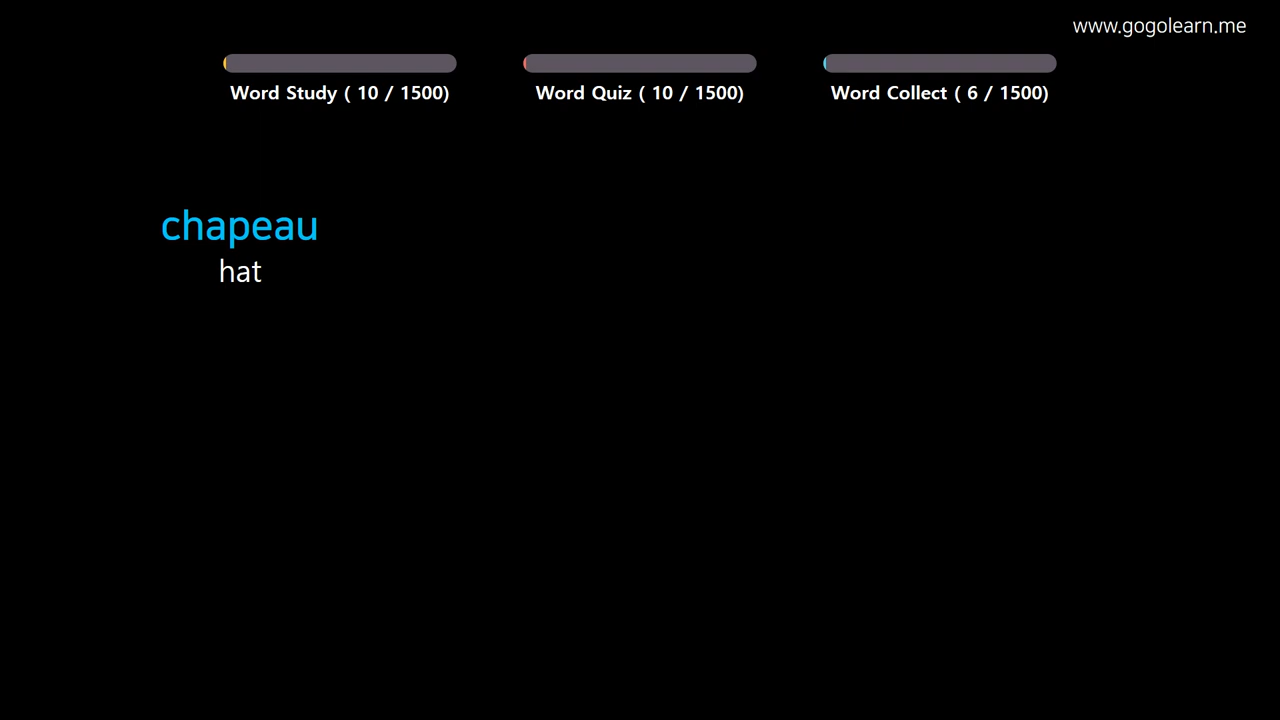 www.gogolearn.me
Word Study ( 10 / 1500)
Word Quiz ( 10 / 1500)
Word Collect ( 6 / 1500)
chapeau
hat